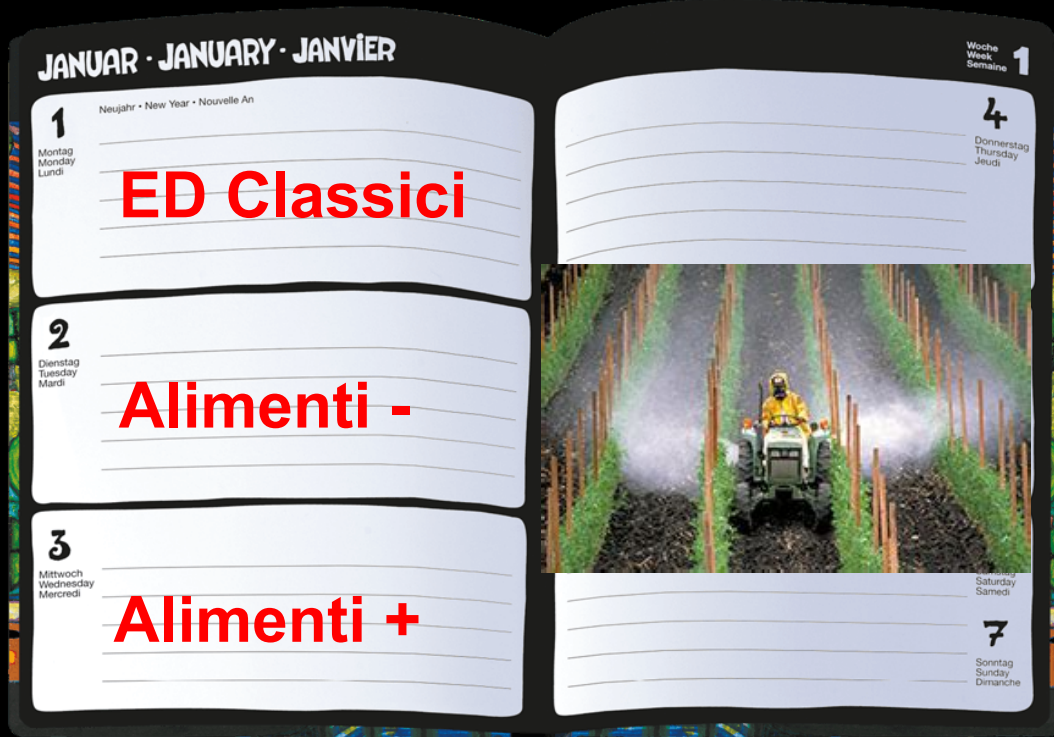 JANUAR · JANUARY · JANVIER
Woche
Week
Semaine
1
1
Montag
Monday
Lundi
Neujahr • New Year • Nouvelle An
ED Classici
2
Dienstag
Tuesday
Mardi
Alimenti -
3
Mittwoch
Wednesday
Mercredi
Alimenti +
4
Donnerstag
Thursday
Jeudi
Saturday
Samedi
7
Sonntag
Sunday
Dimanche